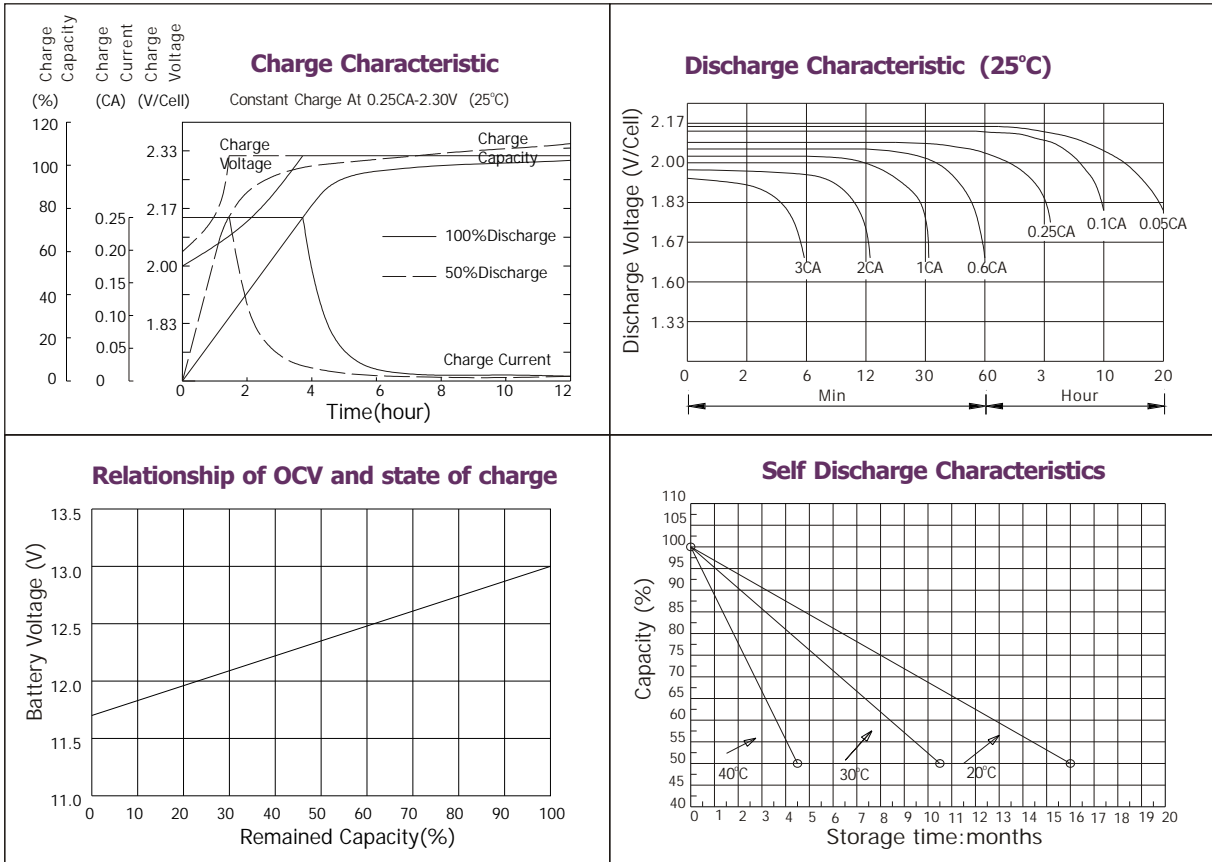 Charge Capacity
Charge Current
Charge Voltage
Charge Characteristic
(%) (CA) (V/Cell)
Constant Charge At 0.25CA-2.30V (25°C)
120
100
80
60
40
20
0
0.25
0.20
0.15
0.10
0.05
0
2.33
2.17
2.00
1.83
Charge Voltage
Charge Capacity
100%Discharge
50%Discharge
Charge Current
0 2 4 6 8 10 12
Time(hour)
Discharge Characteristic (25°C)
Discharge Voltage (V/Cell)
2.17
2.00
1.83
1.67
1.60
1.33
3CA 2CA 1CA 0.6CA 0.25CA 0.1CA 0.05CA
0 2 6 12 30 60 3 10 20
Min Hour
Relationship of OCV and state of charge
Battery Voltage (V)
13.5
13.0
12.5
12.0
11.5
11.0
0 10 20 30 40 50 60 70 80 90 100
Remained Capacity(%)
Self Discharge Characteristics
Capacity (%)
110
105
100
95
90
85
80
75
70
65
60
55
50
45
40
40°C 30°C 20°C
0 1 2 3 4 5 6 7 8 9 10 11 12 13 14 15 16 17 18 19 20
Storage time:months